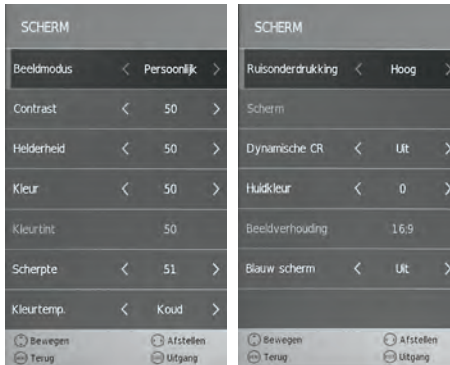 SCHERM
Beeldmodus < Persoonlijk >
Contrast < 50 >
Helderheid < 50 >
Kleur < 50 >
Kleurtint 50
Scherpte < 51 >
Kleurtemp. < Koud >
Bewegen Afstellen
Terug Uitgang
SCHERM
Ruisonderdrukking < Hoog >
Scherm
Dynamische CR < Uit >
Huidkleur < 0 >
Beeldverhouding 16:9
Blauw scherm < Uit >
Bewegen Afstellen
Terug Uitgang